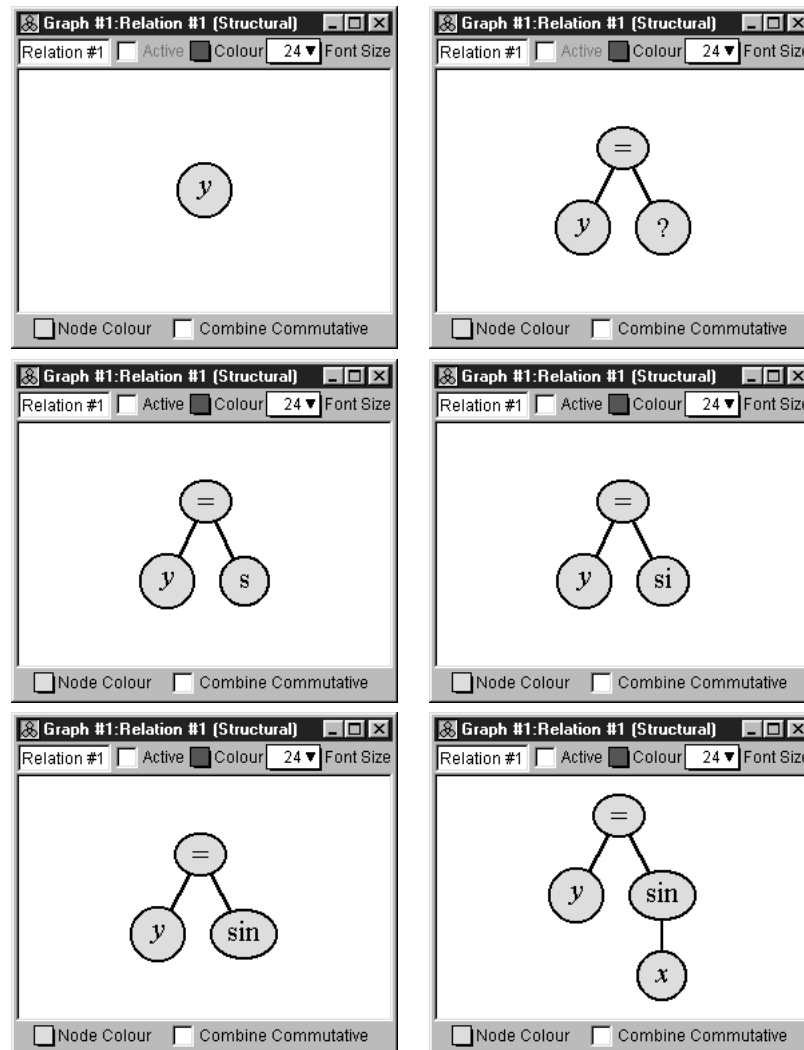 Graph #1:Relation #1 (Structural)
Relation #1 Active Colour 24 Font Size
y
Node Colour Combine Commutative
Graph #1:Relation #1 (Structural)
Relation #1 Active Colour 24 Font Size
=
y ?
Node Colour Combine Commutative
Graph #1:Relation #1 (Structural)
Relation #1 Active Colour 24 Font Size
=
y s
Node Colour Combine Commutative
Graph #1:Relation #1 (Structural)
Relation #1 Active Colour 24 Font Size
=
y si
Node Colour Combine Commutative
Graph #1:Relation #1 (Structural)
Relation #1 Active Colour 24 Font Size
=
y sin
Node Colour Combine Commutative
Graph #1:Relation #1 (Structural)
Relation #1 Active Colour 24 Font Size
=
y sin
x
Node Colour Combine Commutative